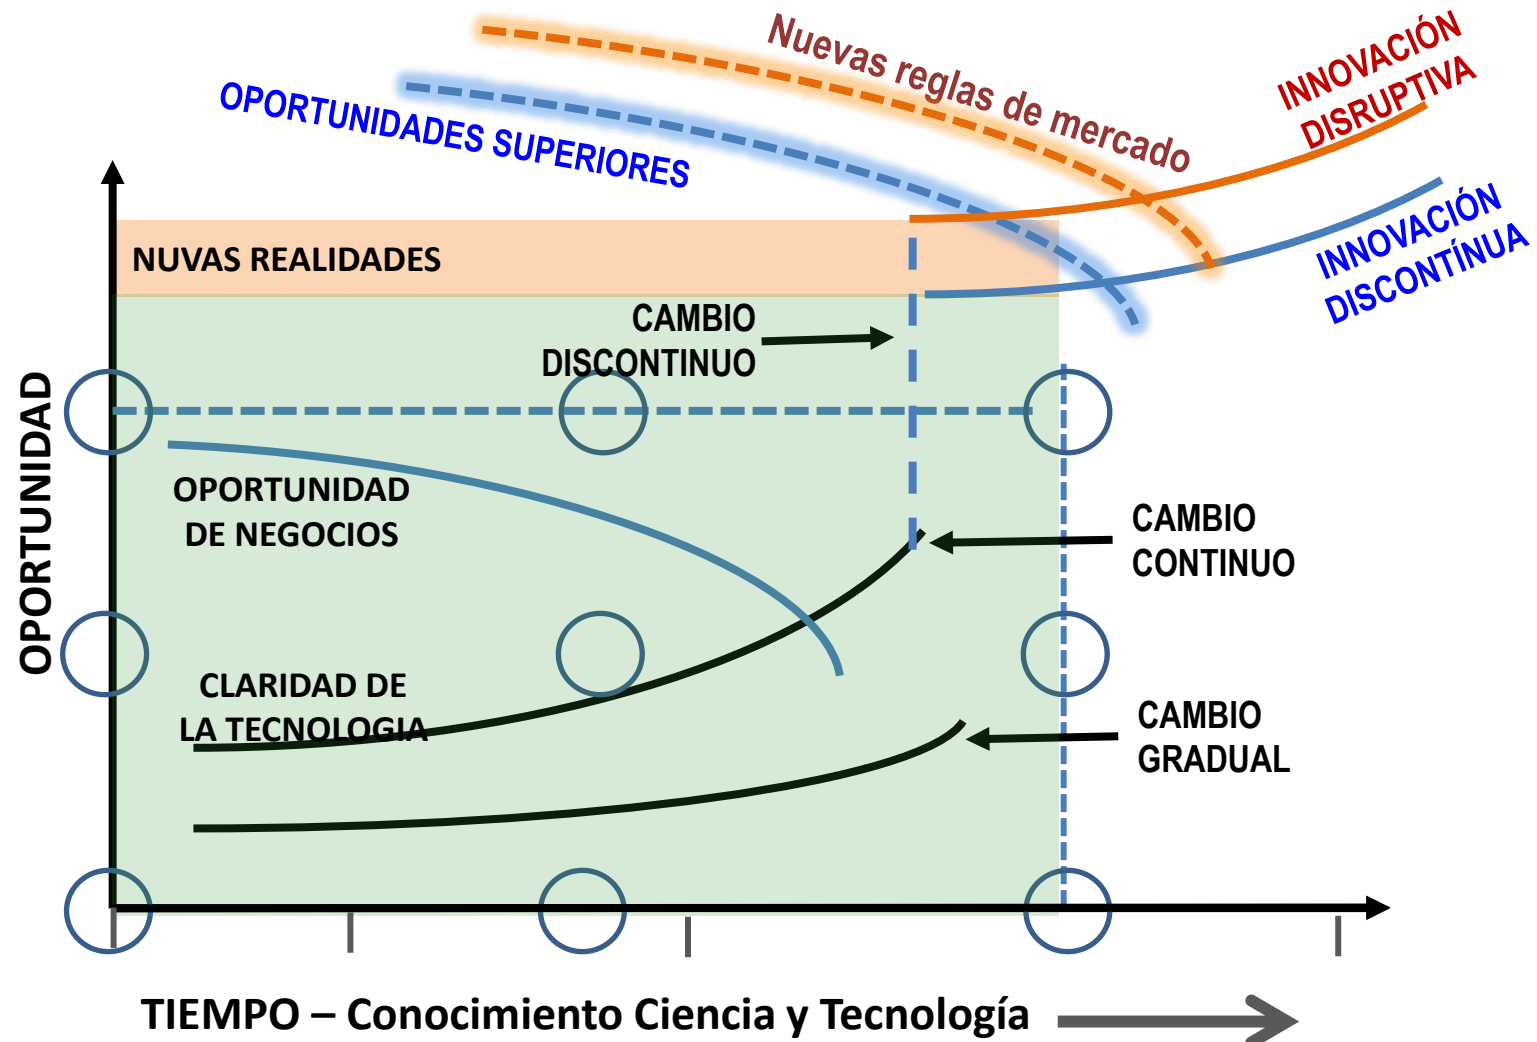 Nuevas reglas de mercado
INNOVACIÓN
DISRUPTIVA
OPORTUNIDADES SUPERIORES
INNOVACIÓN
DISCONTÍNUA
NUVAS REALIDADES
CAMBIO
DISCONTINUO
OPORTUNIDAD
OPORTUNIDAD
DE NEGOCIOS
CAMBIO
CONTINUO
CLARIDAD DE
LA TECNOLOGIA
CAMBIO
GRADUAL
TIEMPO – Conocimiento Ciencia y Tecnología